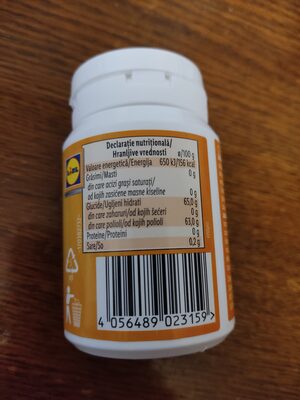 Declarație nutrițională/
Hranljive vrednosti ø/100 g
Valoare energetică/Energija 650 kJ/156 kcal
Grăsimi/Masti 0 g
din care acizi grași saturați/
od kojih zasićene masne kiseline 0 g
Glucide/Ugljeni hidrati 65,0 g
din care zaharuri/od kojih šećeri 0 g
din care polioli/od kojih polioli 63,0 g
Proteine/Proteini 0 g
Sare/So 0,2 g
4 056489 023159 >